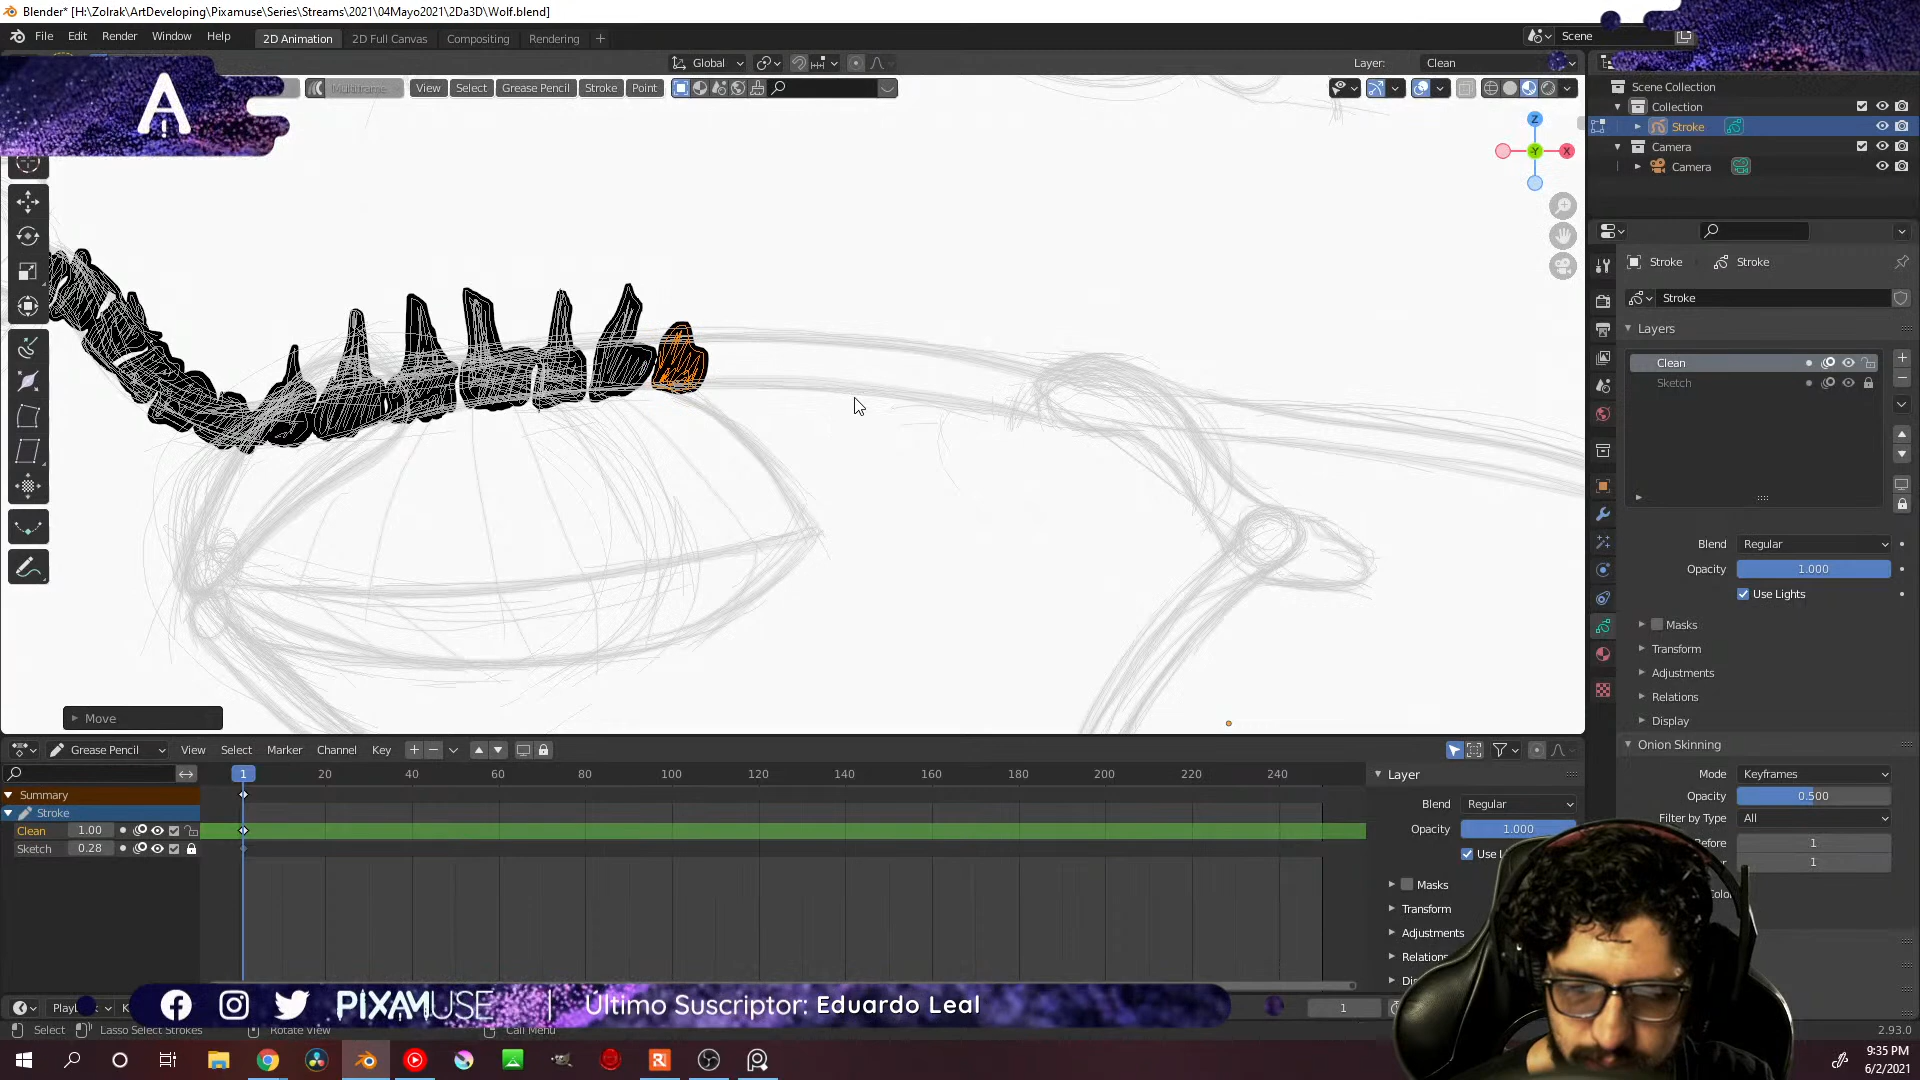 Blender* [H:\Zolrak\ArtDeveloping\Pixamuse\Series\Streams\2021\04Mayo2021\2Da3D\Wolf.blend]
File Edit Render Window Help 2D Animation 2D Full Canvas Compositing Rendering + Scene
Global Layer: Clean
A
Multiframe View Select Grease Pencil Stroke Point
Scene Collection
Collection
Stroke
Camera
Camera
Z
-Y
X
Stroke Stroke
Stroke
Layers
Clean
Sketch
Blend Regular
Opacity 1.000
Use Lights
Masks
Transform
Adjustments
Relations
Display
Onion Skinning
Mode Keyframes
Opacity 0.500
Filter by Type All
1
1
Move
Grease Pencil View Select Marker Channel Key
1 20 40 60 80 100 120 140 160 180 200 220 240
Summary
Stroke
Clean 1.00
Sketch 0.28
Layer
Blend Regular
Opacity 1.000
Masks
Transform
Adjustments
PIXAMUSE | Último Suscriptor: Eduardo Leal
1
Select Lasso Select Strokes Rotate View Call Menu
2.93.0
9:35 PM
6/2/2021